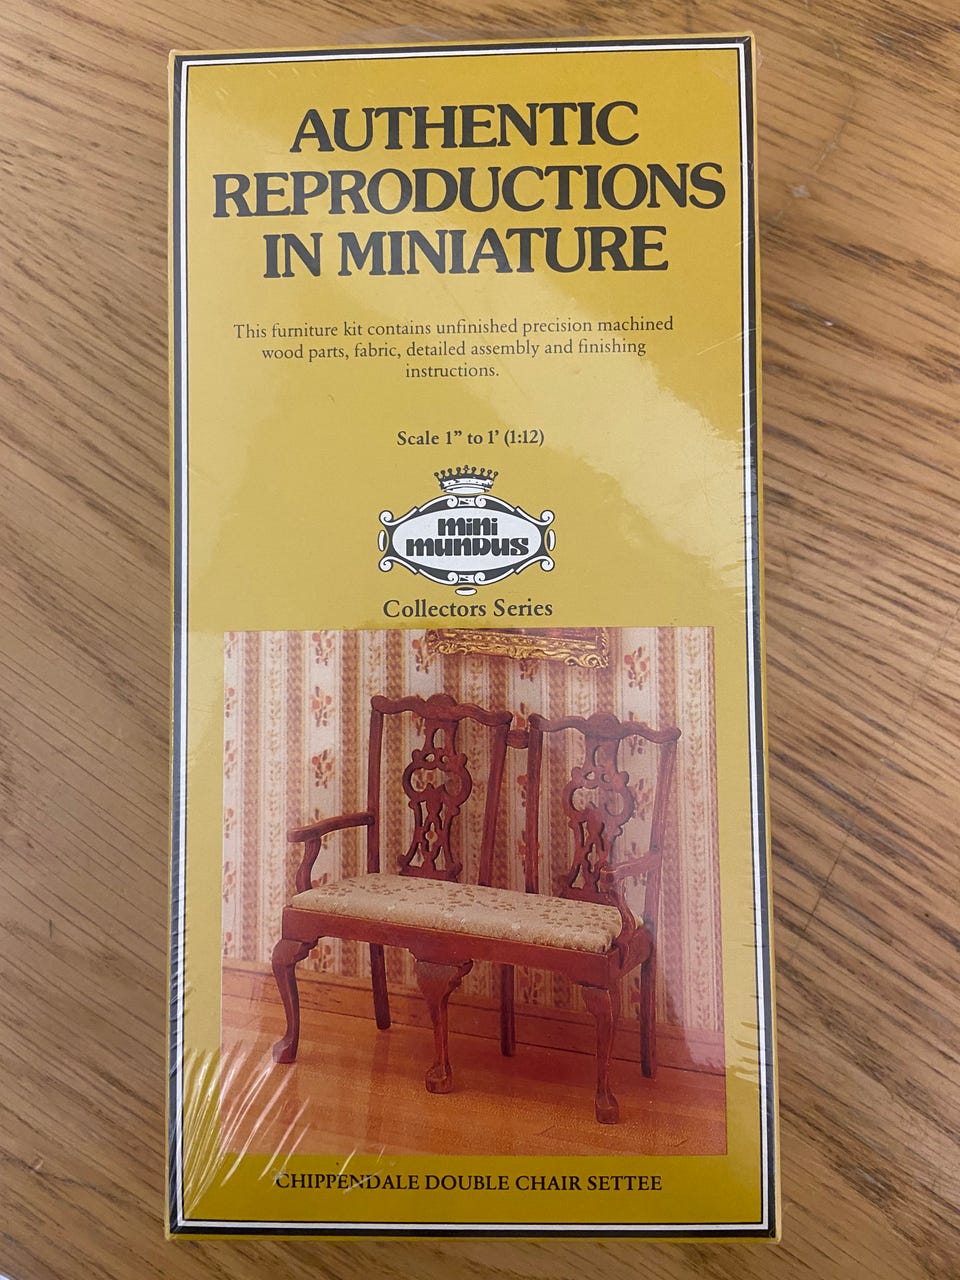 AUTHENTIC
REPRODUCTIONS
IN MINIATURE
This furniture kit contains unfinished precision machined
wood parts, fabric, detailed assembly and finishing
instructions.
Scale 1” to 1’ (1:12)
mini
mundus
Collectors Series
CHIPPENDALE DOUBLE CHAIR SETTEE